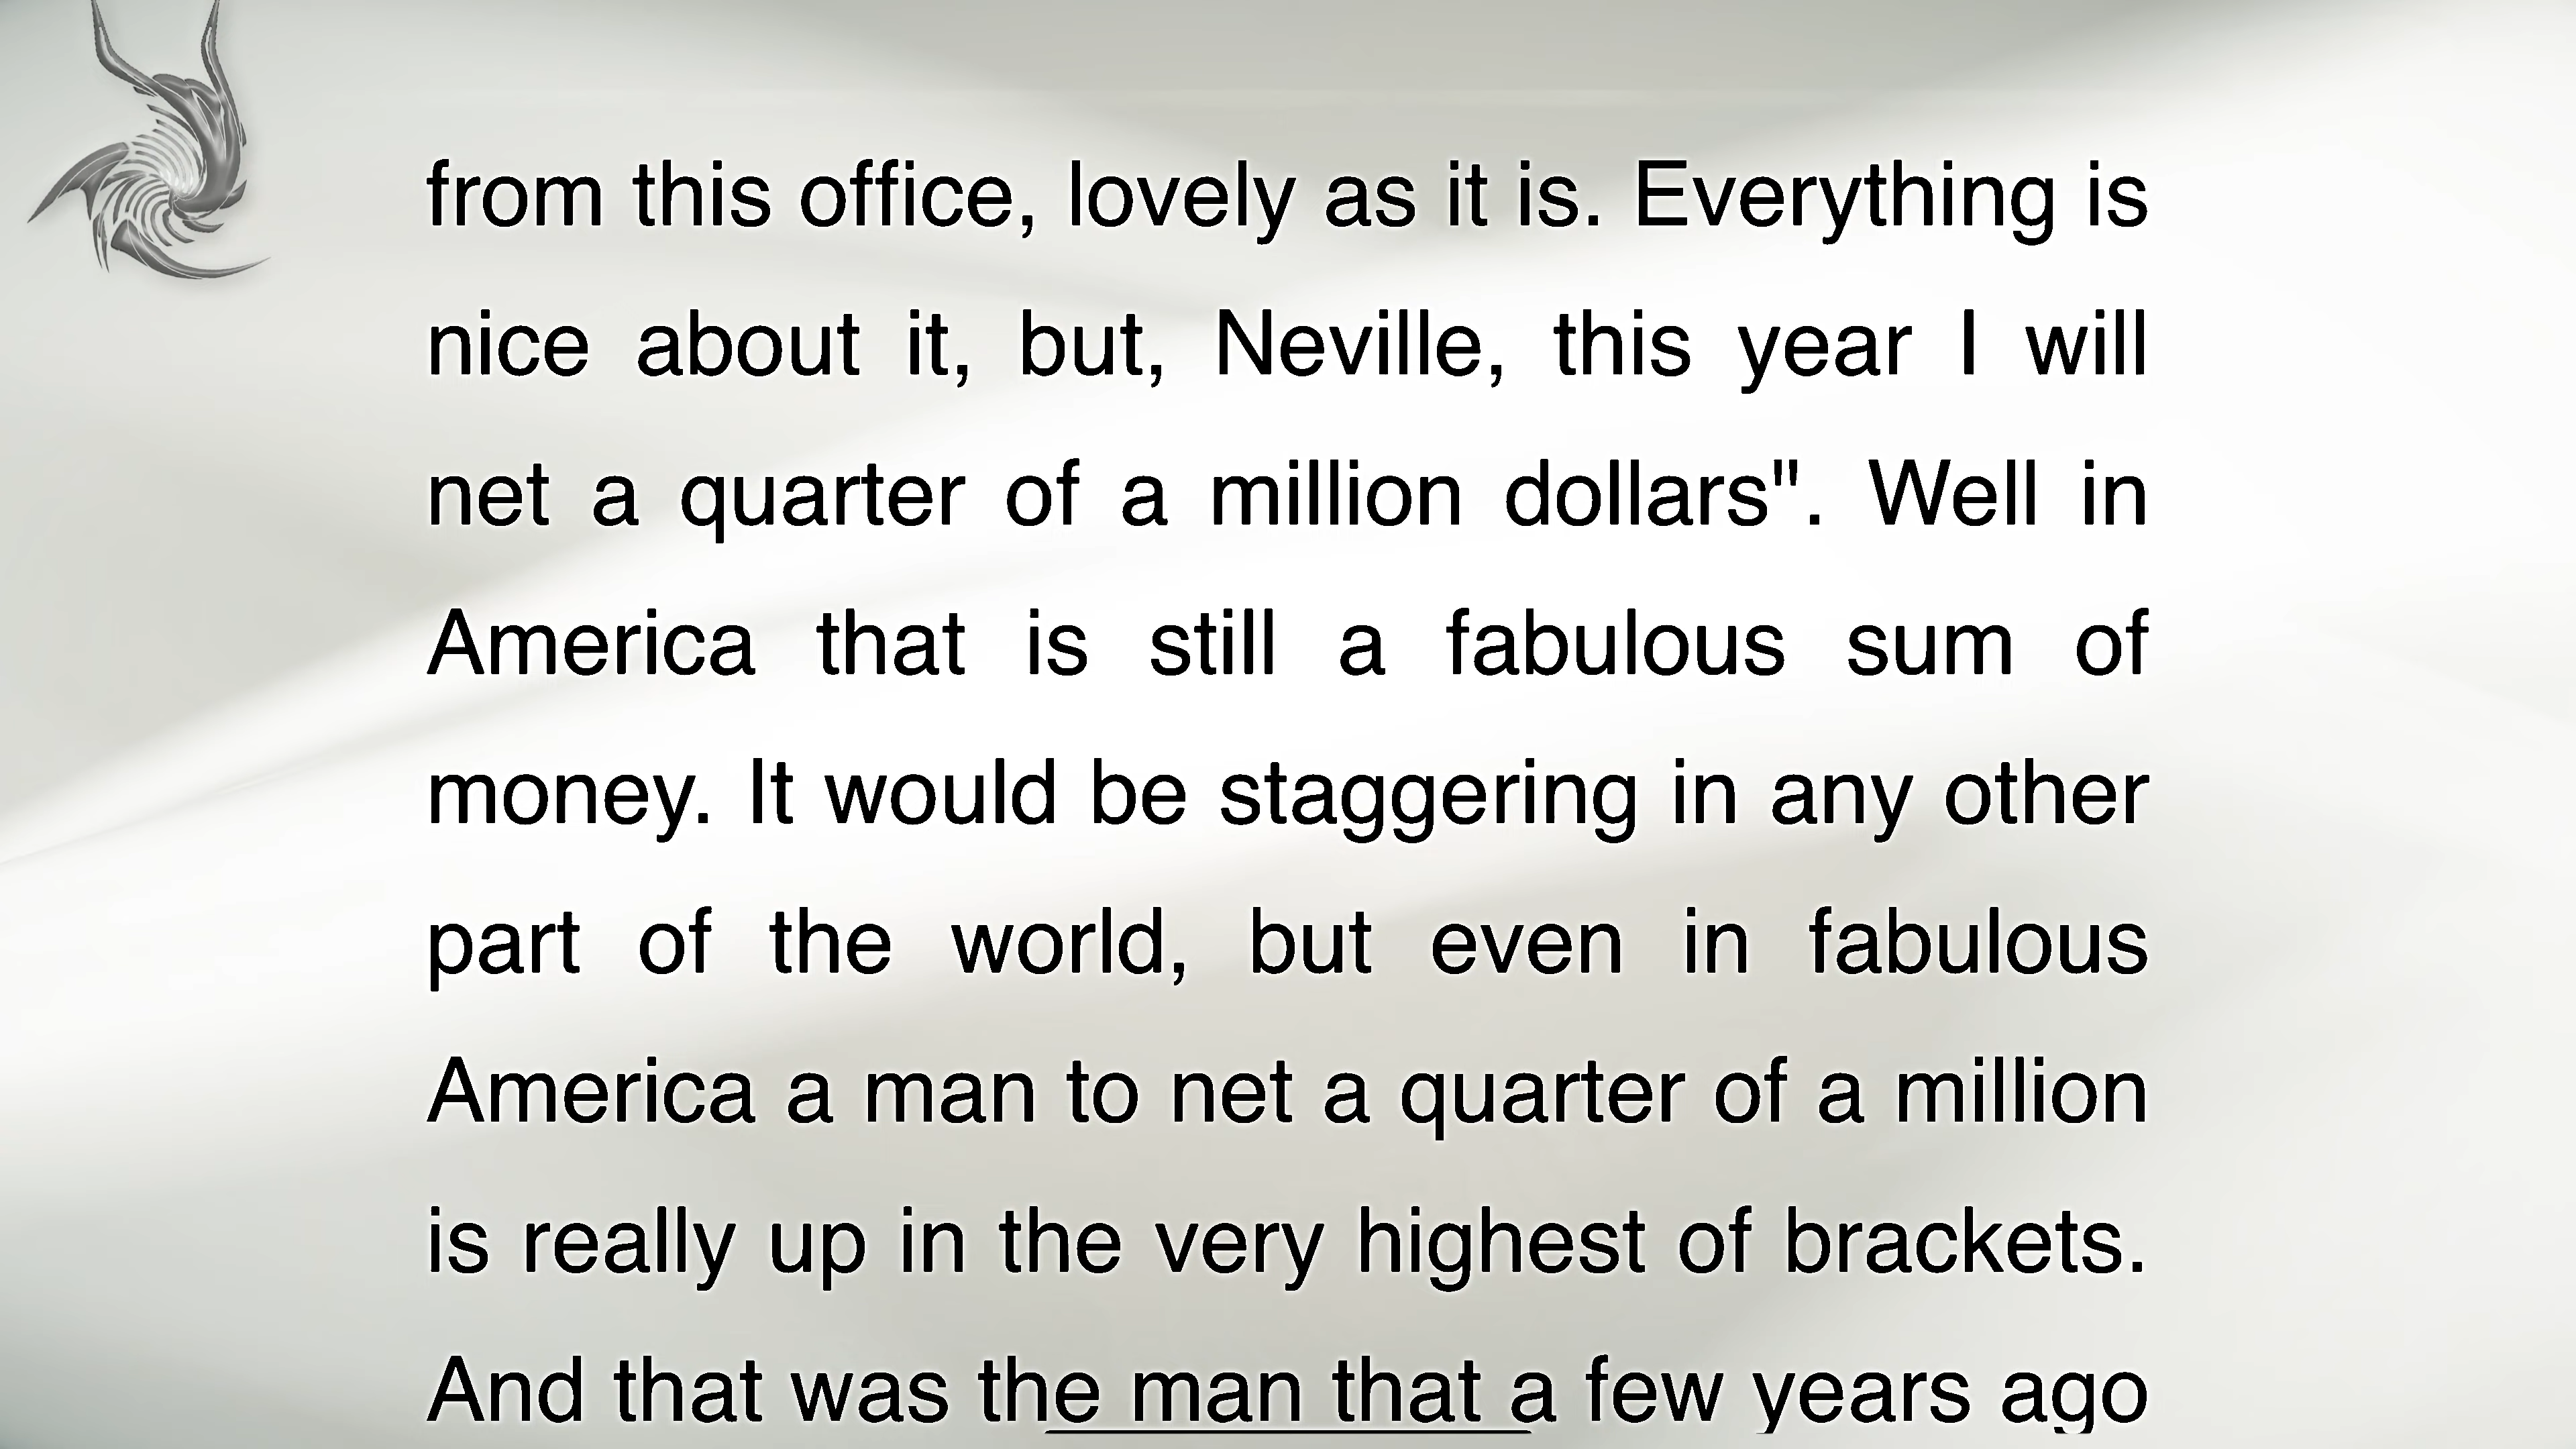 from this office, lovely as it is. Everything is
nice about it, but, Neville, this year I will
net a quarter of a million dollars". Well in
America that is still a fabulous sum of
money. It would be staggering in any other
part of the world, but even in fabulous
America a man to net a quarter of a million
is really up in the very highest of brackets.
And that was the man that a few years ago